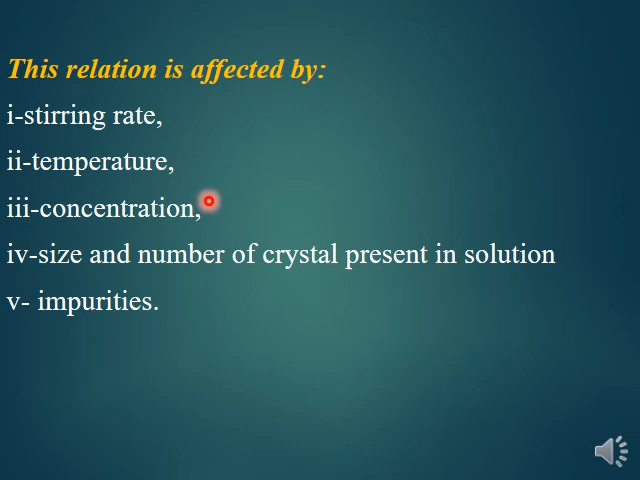 This relation is affected by:
i-stirring rate,
ii-temperature,
iii-concentration,
iv-size and number of crystal present in solution
v- impurities.